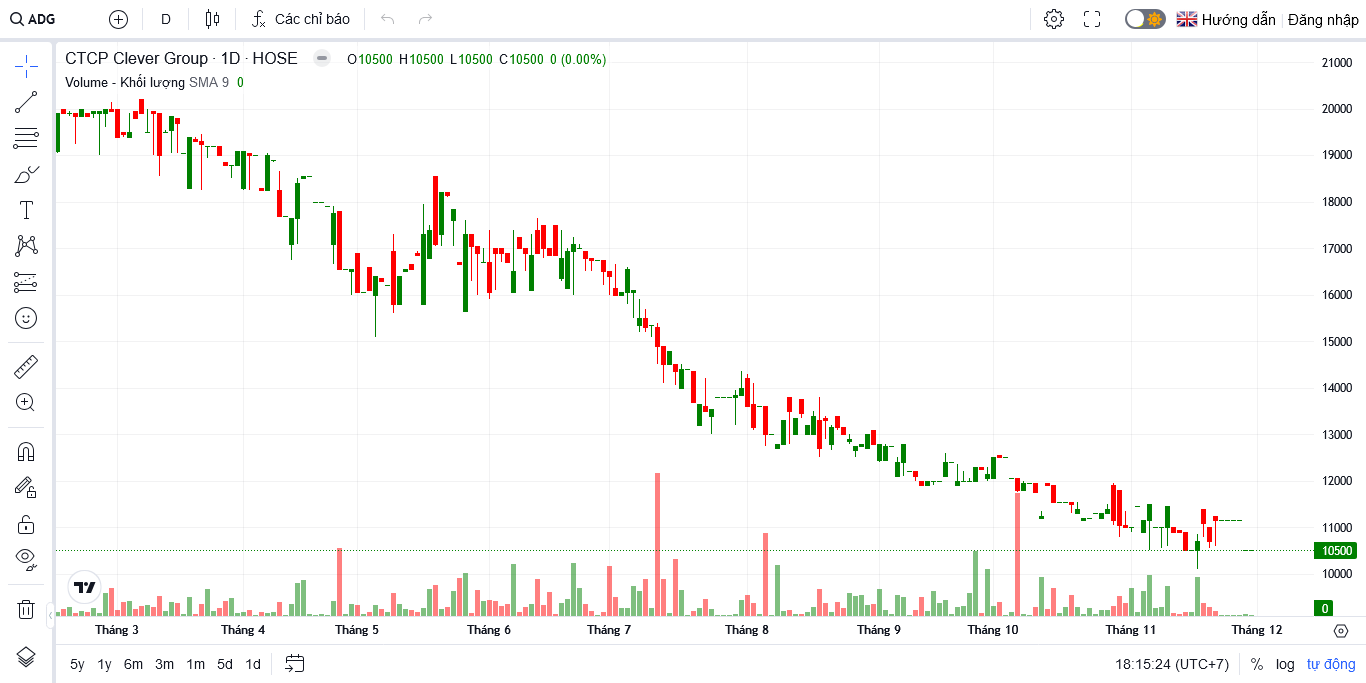 ADG D Các chỉ báo Hướng dẫn Đăng nhập
CTCP Clever Group · 1D · HOSE O10500 H10500 L10500 C10500 0 (0.00%)
Volume - Khối lượng SMA 9 0
21000
20000
19000
18000
17000
16000
15000
14000
13000
12000
11000
10500
10000
0
Tháng 3 Tháng 4 Tháng 5 Tháng 6 Tháng 7 Tháng 8 Tháng 9 Tháng 10 Tháng 11 Tháng 12
5y 1y 6m 3m 1m 5d 1d 18:15:24 (UTC+7) % log tự động